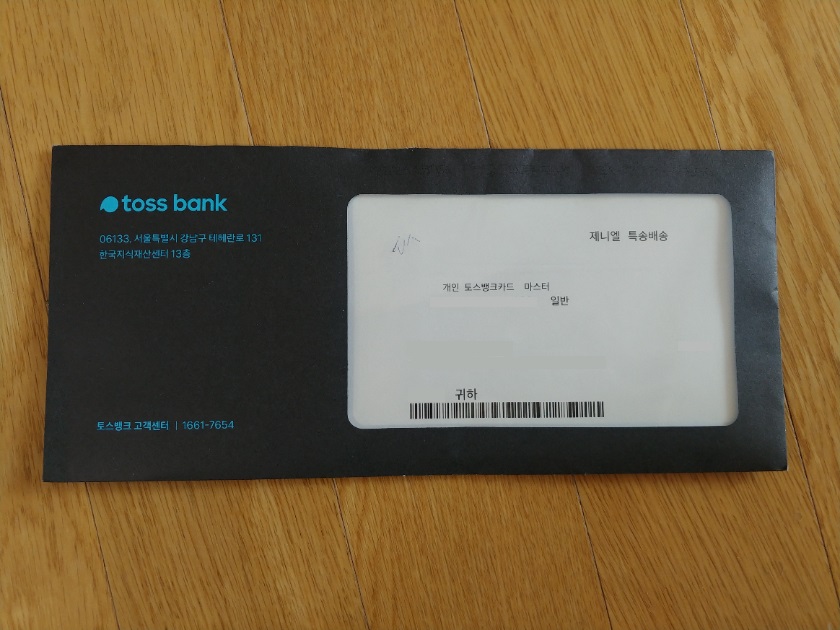 toss bank
06133, 서울특별시 강남구 테헤란로 131
한국지식재산센터 13층
제니엘 특송배송
개인 토스뱅크카드 마스터
일반
귀하
토스뱅크 고객센터 | 1661-7654